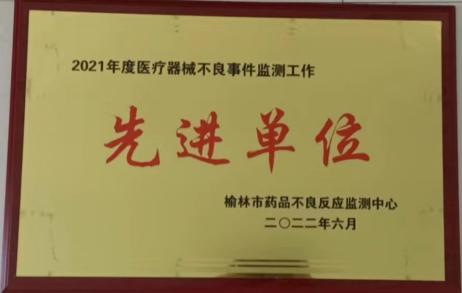 2021年度医疗器械不良事件监测工作
先进单位
榆林市药品不良反应监测中心
二〇二二年六月